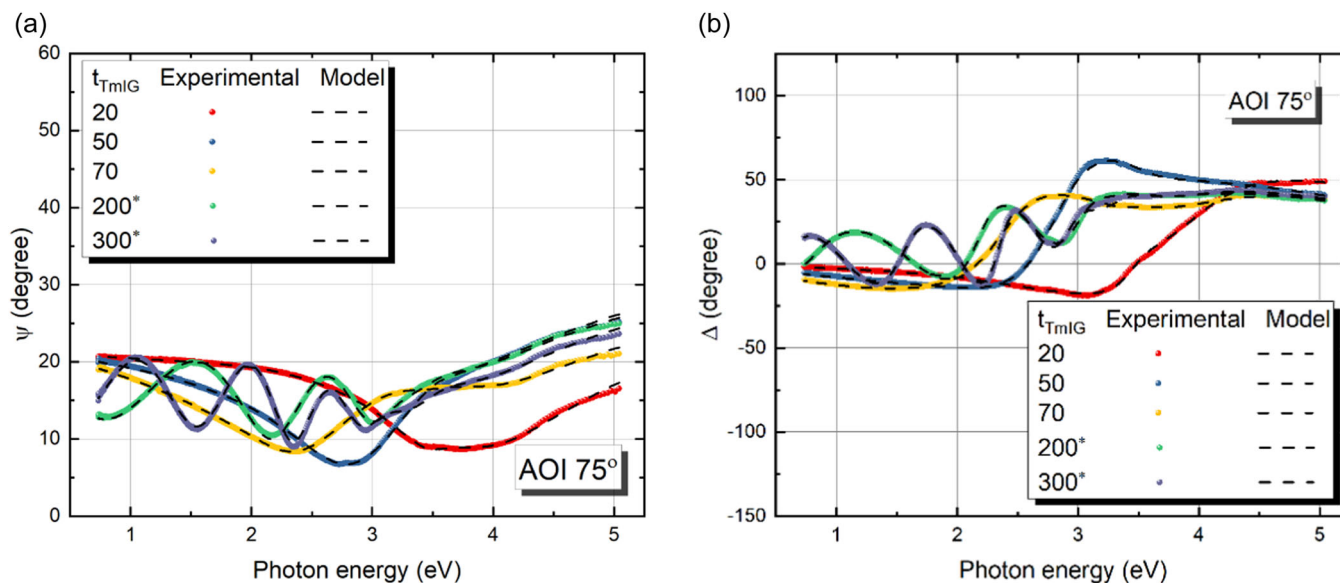 (a)
60
50
40
30
20
10
0
ψ (degree)
t_TmIG Experimental Model
20
50
70
200*
300*
AOI 75º
1 2 3 4 5
Photon energy (eV)
(b)
100
50
0
-50
-100
-150
Δ (degree)
AOI 75º
t_TmIG Experimental Model
20
50
70
200*
300*
1 2 3 4 5
Photon energy (eV)